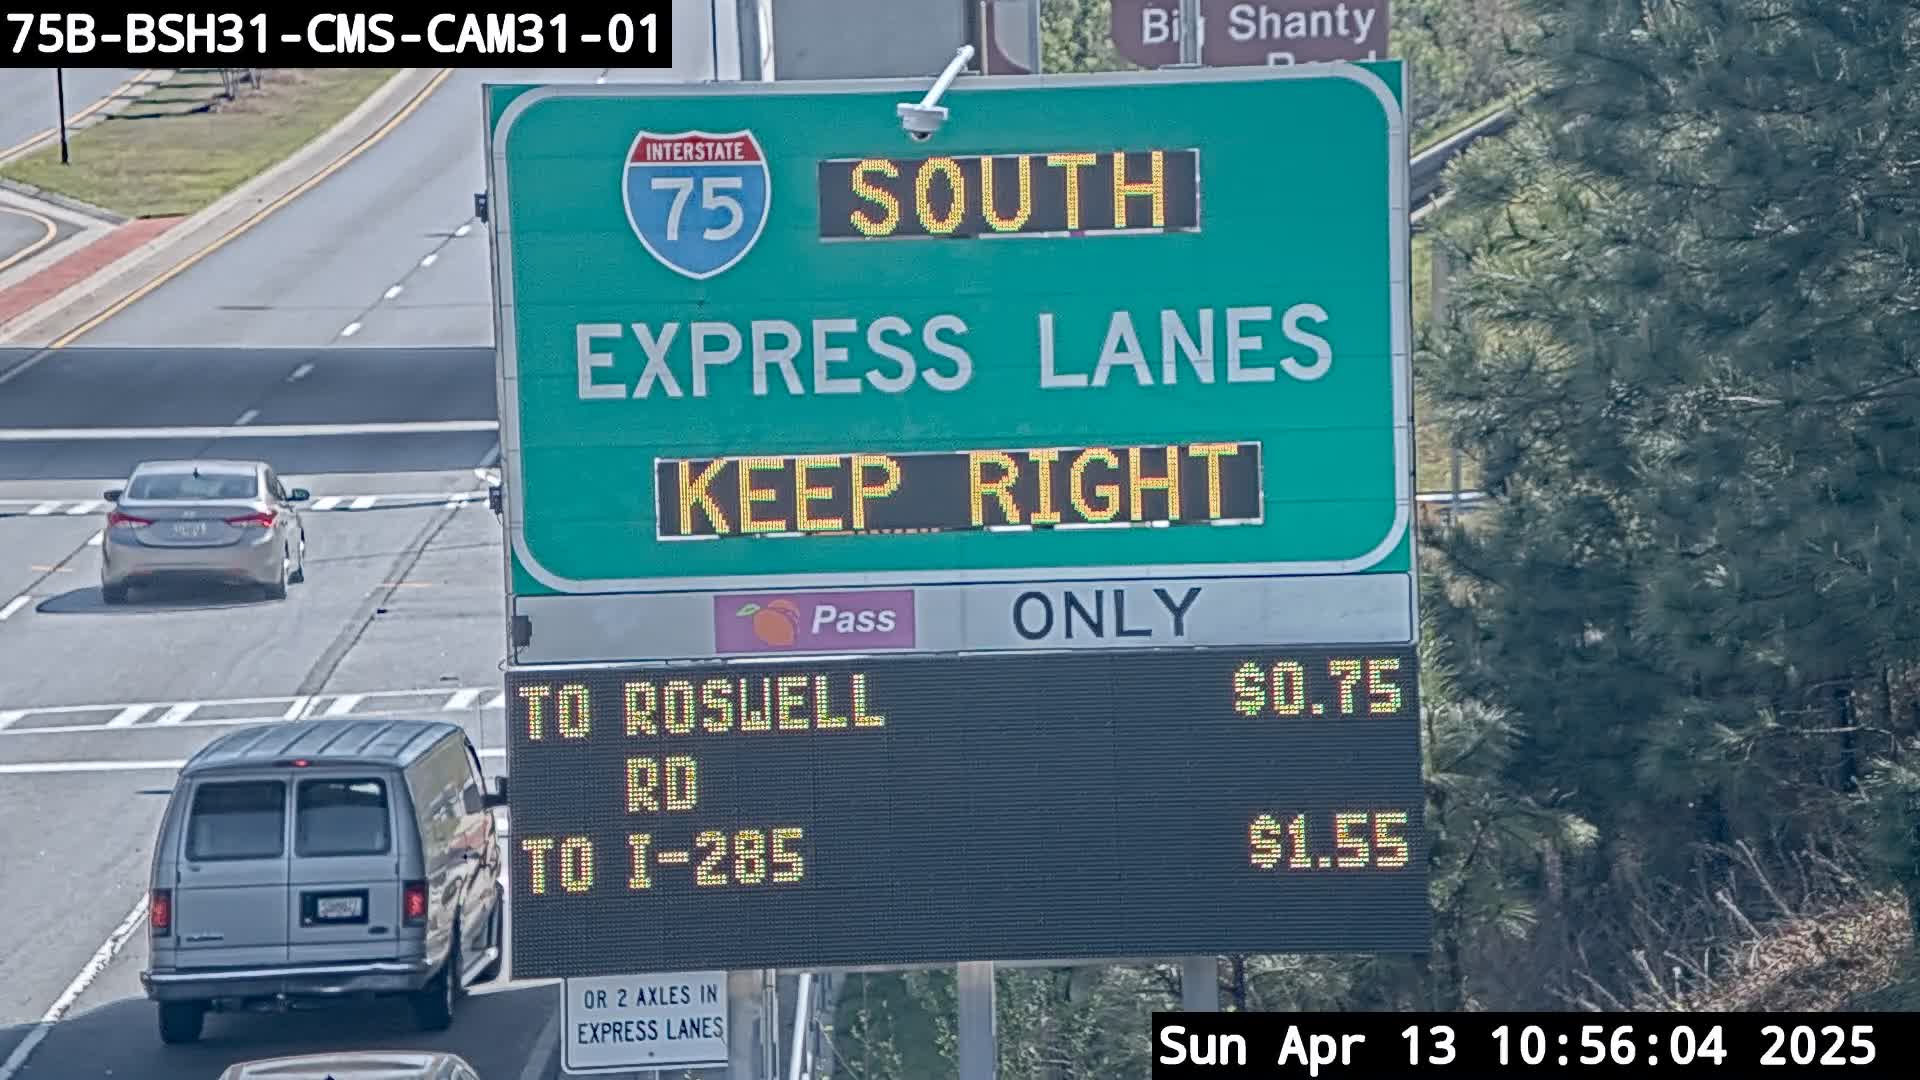 75B-BSH31-CMS-CAM31-01
Big Shanty
Road
INTERSTATE
75
SOUTH
EXPRESS LANES
KEEP RIGHT
Pass ONLY
TO ROSWELL $0.75
RD
TO I-285 $1.55
OR 2 AXLES IN
EXPRESS LANES
Sun Apr 13 10:56:04 2025